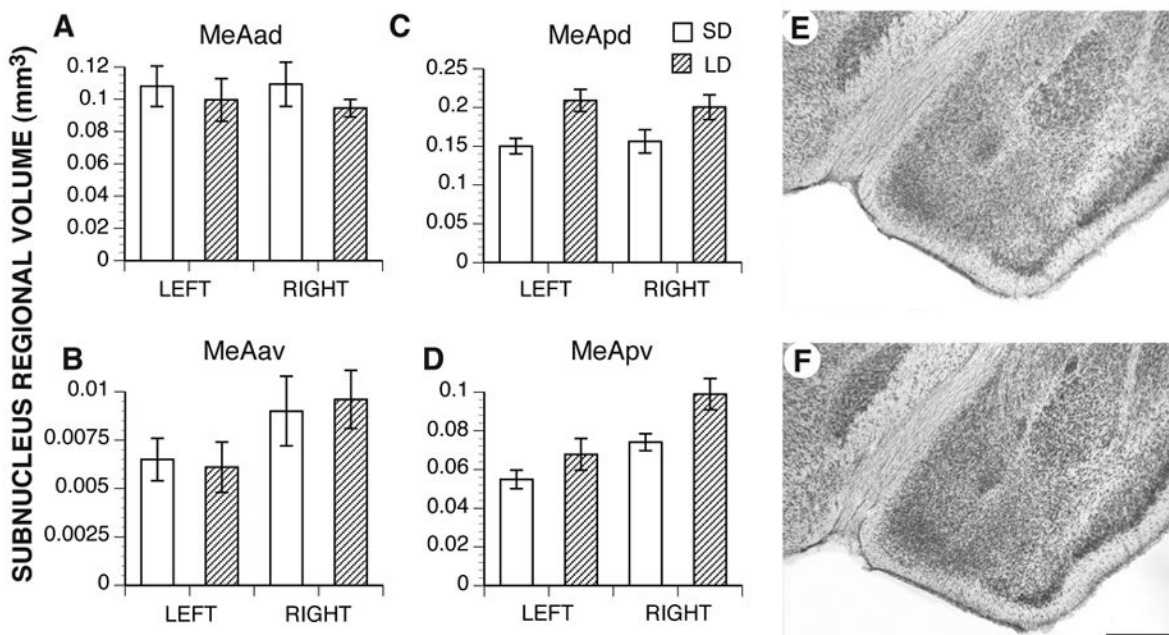 SUBNUCLEUS REGIONAL VOLUME (mm³)
A
MeAad
0.12
0.1
0.08
0.06
0.04
0.02
0
LEFT RIGHT
B
MeAav
0.01
0.0075
0.005
0.0025
0
LEFT RIGHT
C
MeApd
SD
LD
0.25
0.2
0.15
0.15
0.05
0
LEFT RIGHT
D
MeApv
0.1
0.08
0.06
0.04
0.02
0
LEFT RIGHT
E
F